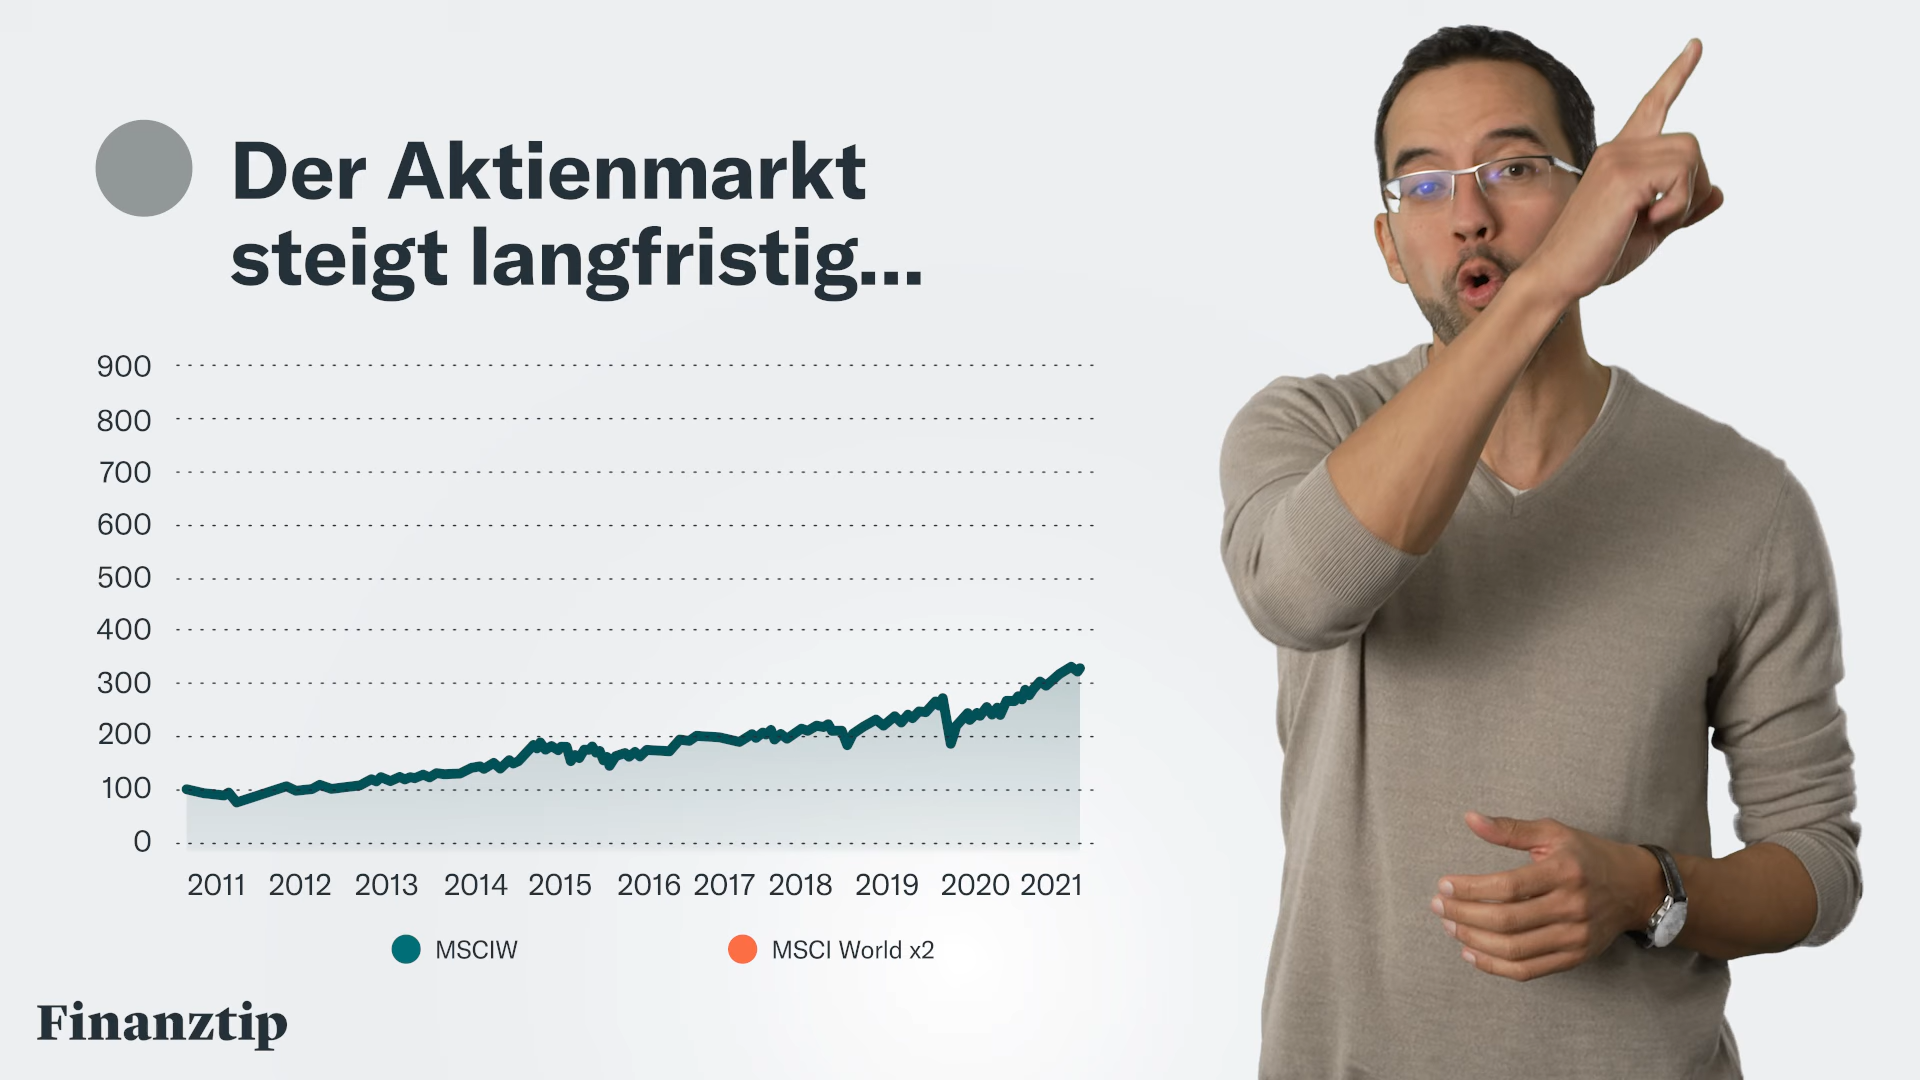 Der Aktienmarkt
steigt langfristig...
900
800
700
600
500
400
300
200
100
0
2011 2012 2013 2014 2015 2016 2017 2018 2019 2020 2021
MSCIW MSCI World x2
Finanztip